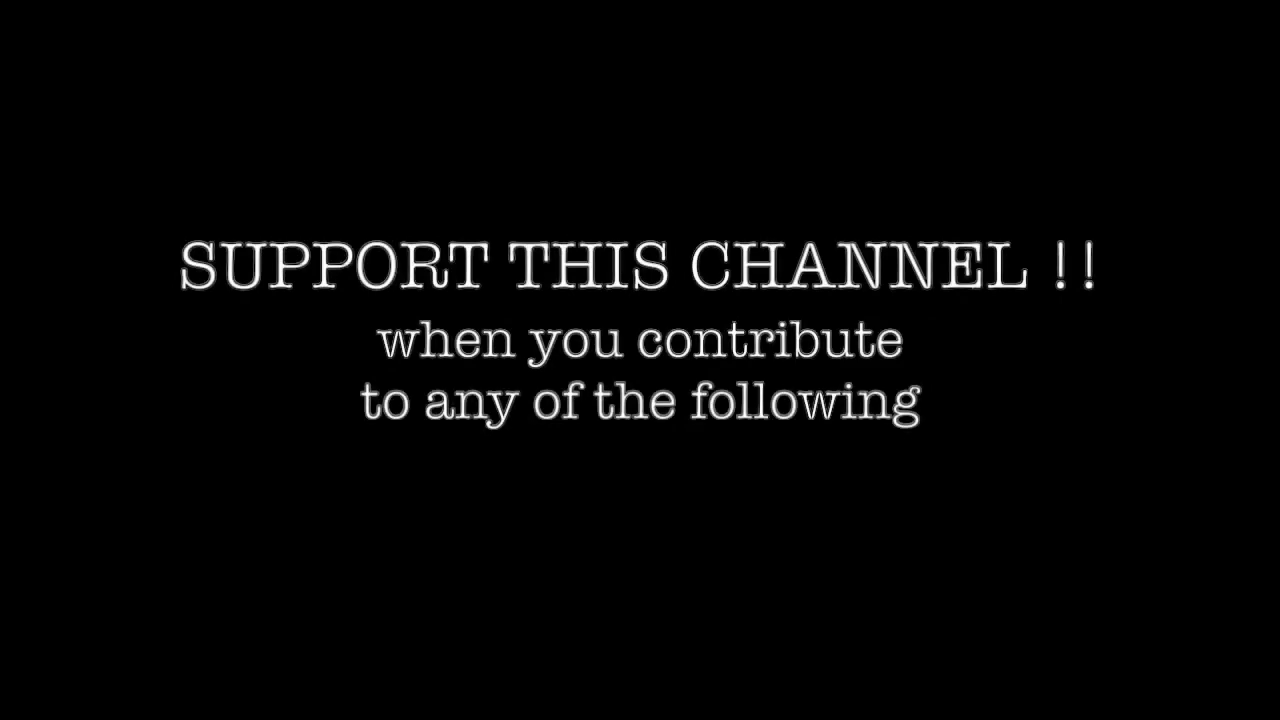 SUPPORT THIS CHANNEL !!
when you contribute
to any of the following